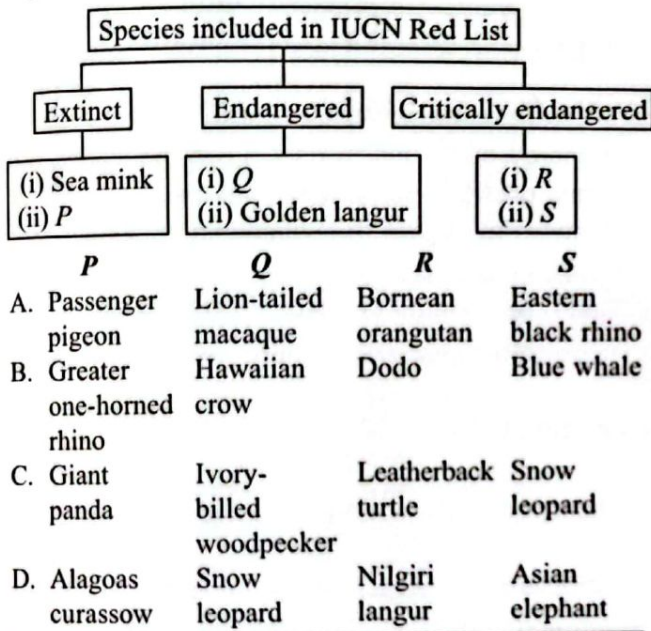 Species included in IUCN Red List
Extinct Endangered Critically endangered
(i) Sea mink (i) Q (i) R
(ii) P (ii) Golden langur (ii) S
P Q R S
A. Passenger Lion-tailed Bornean Eastern
pigeon macaque orangutan black rhino
B. Greater Hawaiian Dodo Blue whale
one-horned crow
rhino
C. Giant Ivory- Leatherback Snow
panda billed turtle leopard
woodpecker
D. Alagoas Snow Nilgiri Asian
curassow leopard langur elephant